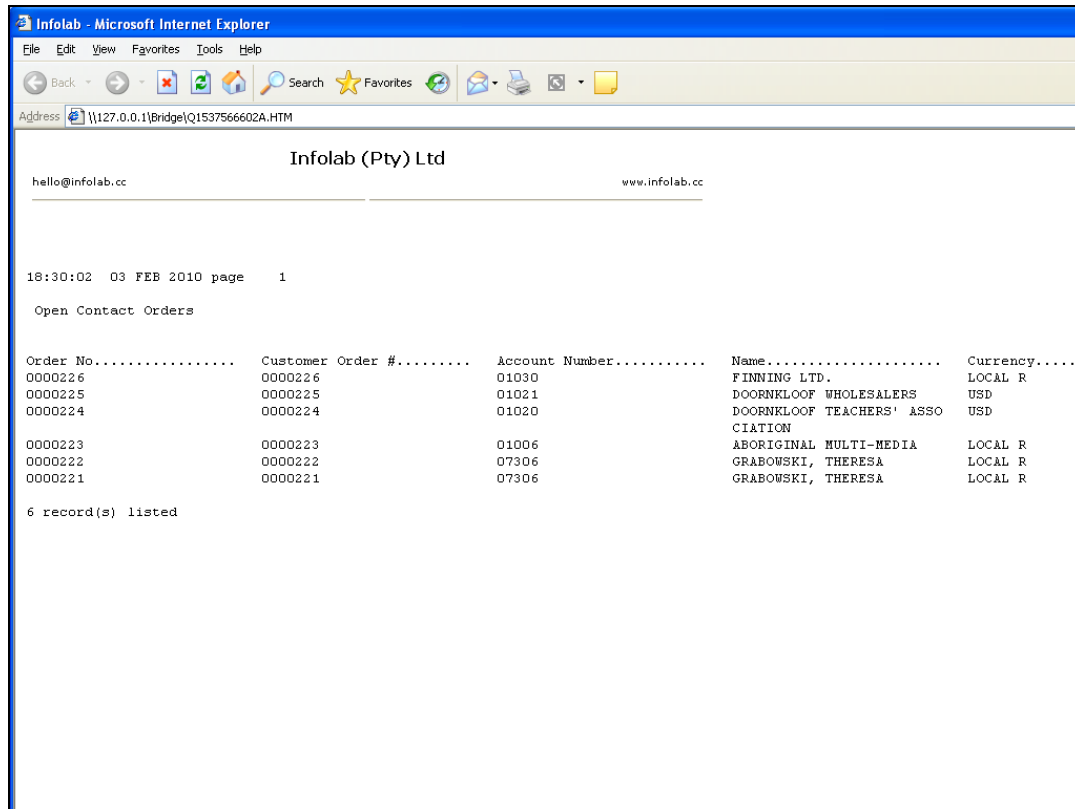 Infolab - Microsoft Internet Explorer
File Edit View Favorites Tools Help
Back Search Favorites
Address \\127.0.0.1\Bridge\Q1537566602A.HTM
Infolab (Pty) Ltd
hello@infolab.cc www.infolab.cc
18:30:02 03 FEB 2010 page 1
Open Contact Orders
Order No................. Customer Order #......... Account Number........... Name..................... Currency.....
0000226 0000226 01030 FINNING LTD. LOCAL R
0000225 0000225 01021 DOORNKLOOF WHOLESALERS USD
0000224 0000224 01020 DOORNKLOOF TEACHERS' ASSO USD
CIATION
0000223 0000223 01006 ABORIGINAL MULTI-MEDIA LOCAL R
0000222 0000222 07306 GRABOWSKI, THERESA LOCAL R
0000221 0000221 07306 GRABOWSKI, THERESA LOCAL R
6 record(s) listed